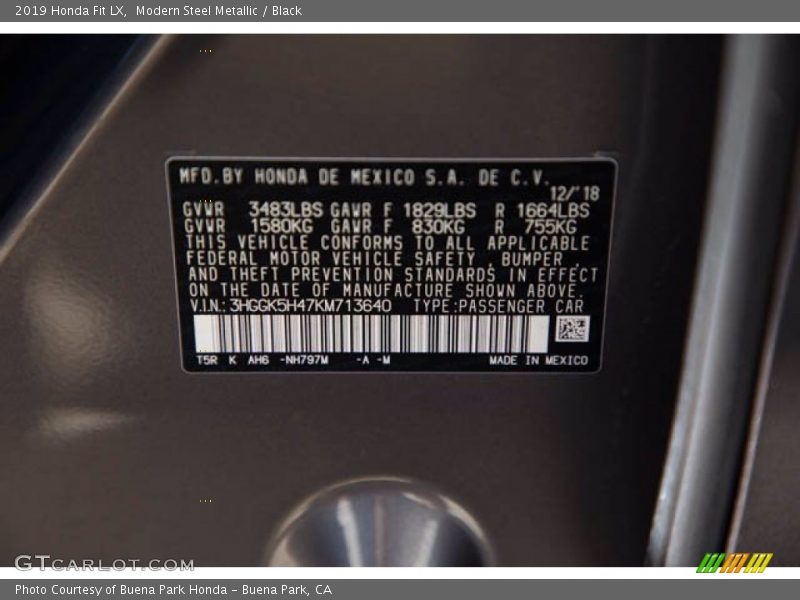 2019 Honda Fit LX,  Modern Steel Metallic / Black
MFD.BY HONDA DE MEXICO S.A. DE C.V.
12/'18
GVWR 3483LBS GAWR F 1829LBS R 1664LBS
GVWR 1580KG GAWR F 830KG R 755KG
THIS VEHICLE CONFORMS TO ALL APPLICABLE
FEDERAL MOTOR VEHICLE SAFETY, BUMPER,
AND THEFT PREVENTION STANDARDS IN EFFECT
ON THE DATE OF MANUFACTURE SHOWN ABOVE.
V.I.N.: 3HGGK5H47KM713640 TYPE:PASSENGER CAR
T5R K AH6 -NH797M -A -M MADE IN MEXICO
GTCARLOT.COM
Photo Courtesy of Buena Park Honda - Buena Park, CA